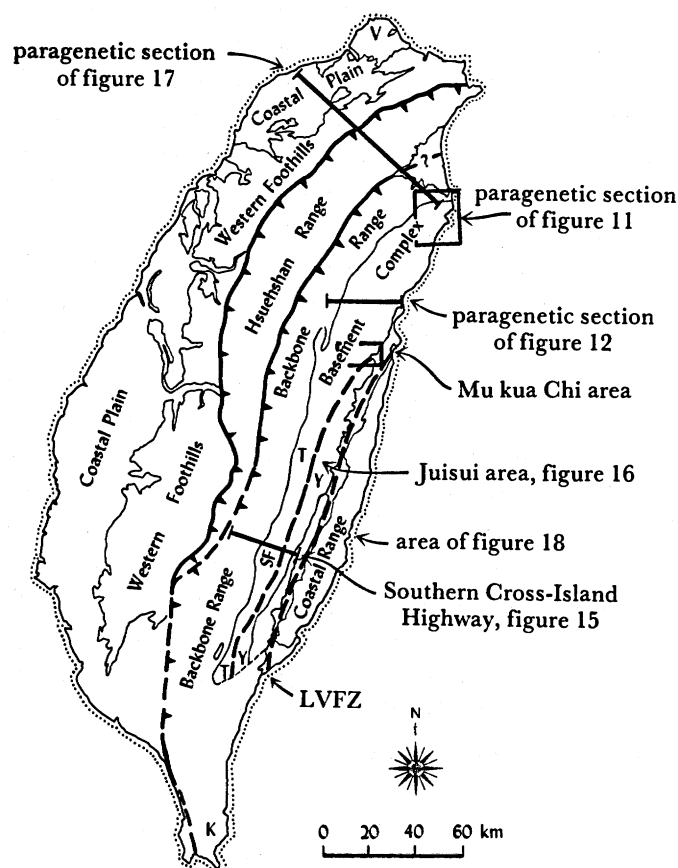 V
paragenetic section
of figure 17
Coastal
Plain
?
Western Foothills
Hsuehshan
Range
Backbone
Range
Complex
Basement
paragenetic section
of figure 11
paragenetic section
of figure 12
Mu kua Chi area
Coastal Plain
Western
Foothills
T
Y
Juisui area, figure 16
area of figure 18
SF
Coastal Range
Southern Cross-Island
Highway, figure 15
Backbone Range
T
Y
LVFZ
N
K
0 20 40 60 km